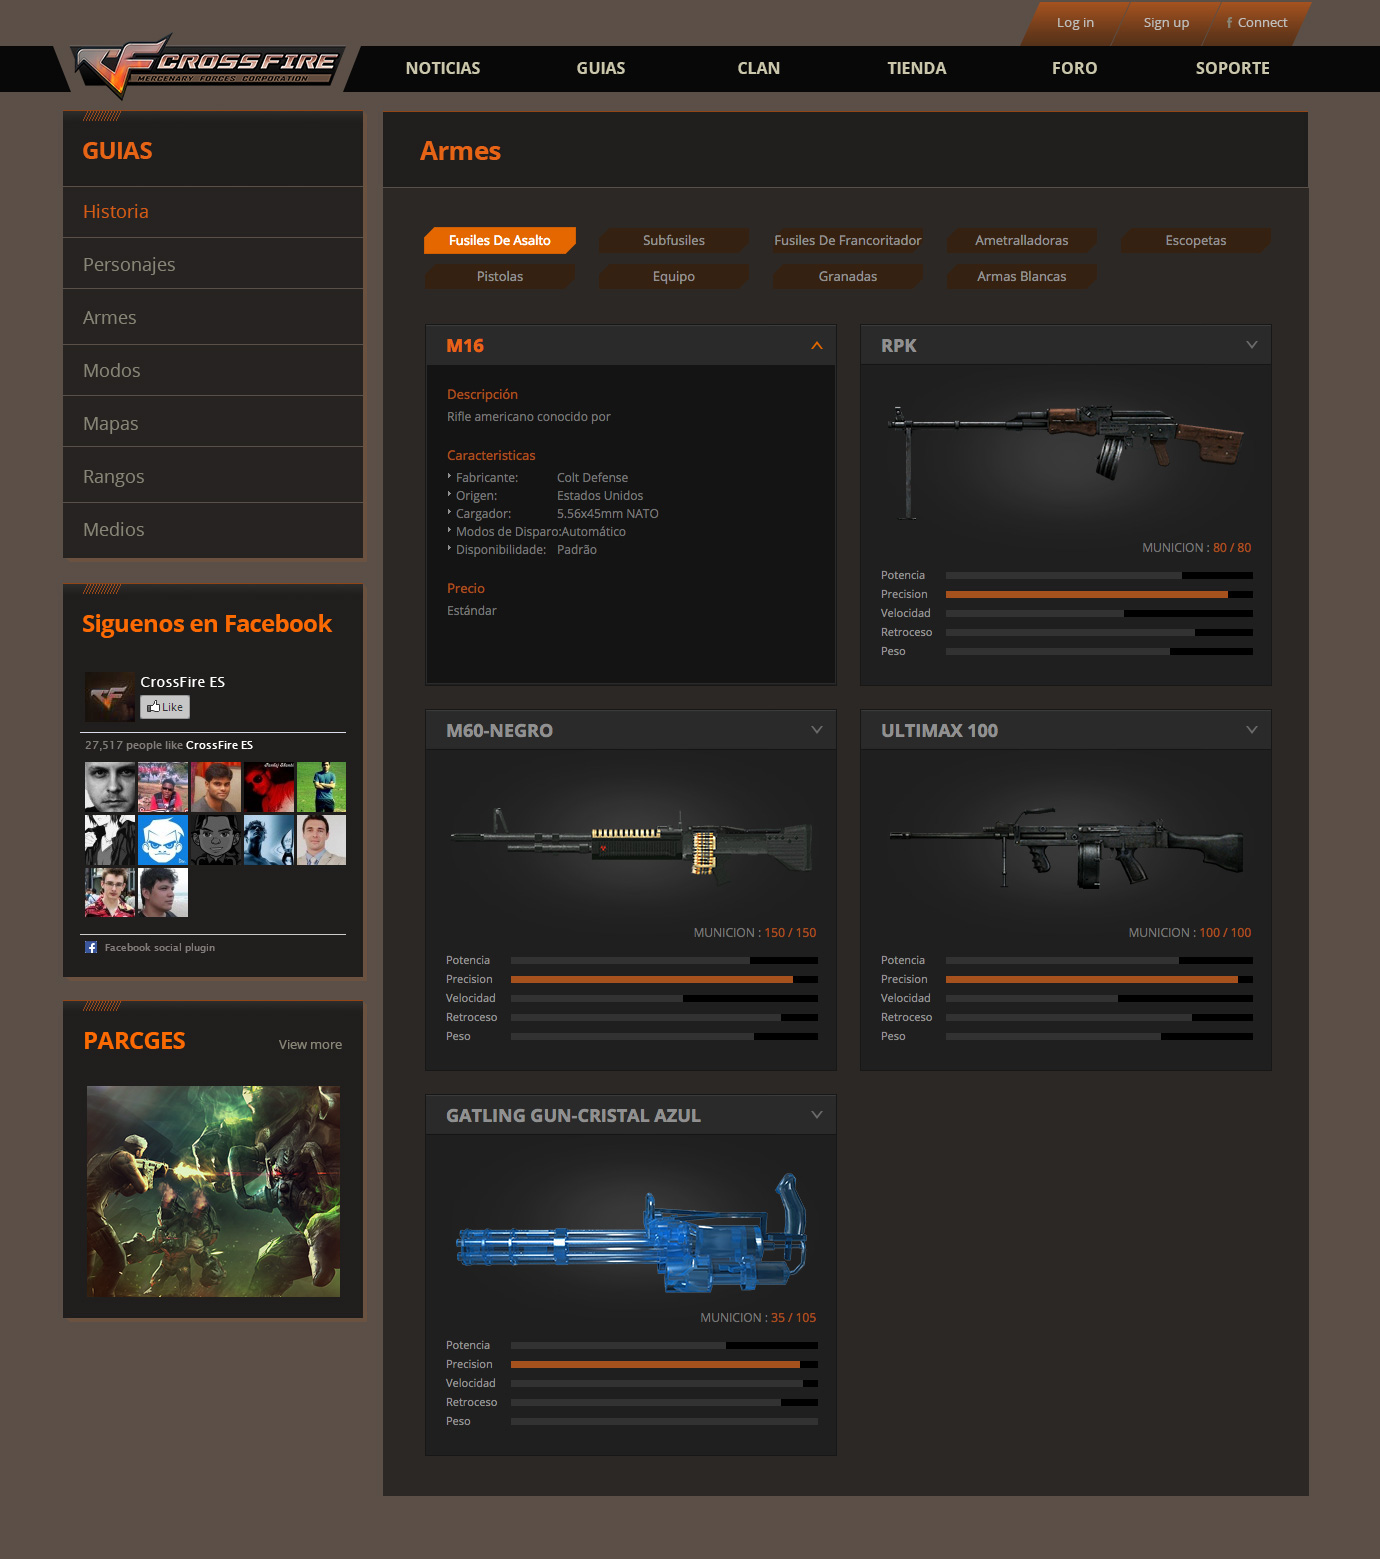 Log in
Sign up
f Connect
CROSSFIRE
MERCENARY FORCES CORPORATION
NOTICIAS
GUIAS
CLAN
TIENDA
FORO
SOPORTE
GUIAS
Historia
Personajes
Armes
Modos
Mapas
Rangos
Medios
Siguenos en Facebook
CrossFire ES
Like
27,517 people like CrossFire ES
Facebook social plugin
PARCGES
View more
Armes
Fusiles De Asalto
Subfusiles
Fusiles De Francoritador
Ametralladoras
Escopetas
Pistolas
Equipo
Granadas
Armas Blancas
M16
Descripción
Rifle americano conocido por
Caracteristicas
Fabricante: Colt Defense
Origen: Estados Unidos
Cargador: 5.56x45mm NATO
Modos de Disparo:Automático
Disponibilidade: Padrão
Precio
Estándar
RPK
MUNICION : 80 / 80
Potencia
Precision
Velocidad
Retroceso
Peso
M60-NEGRO
MUNICION : 150 / 150
Potencia
Precision
Velocidad
Retroceso
Peso
ULTIMAX 100
MUNICION : 100 / 100
Potencia
Precision
Velocidad
Retroceso
Peso
GATLING GUN-CRISTAL AZUL
MUNICION : 35 / 105
Potencia
Precision
Velocidad
Retroceso
Peso